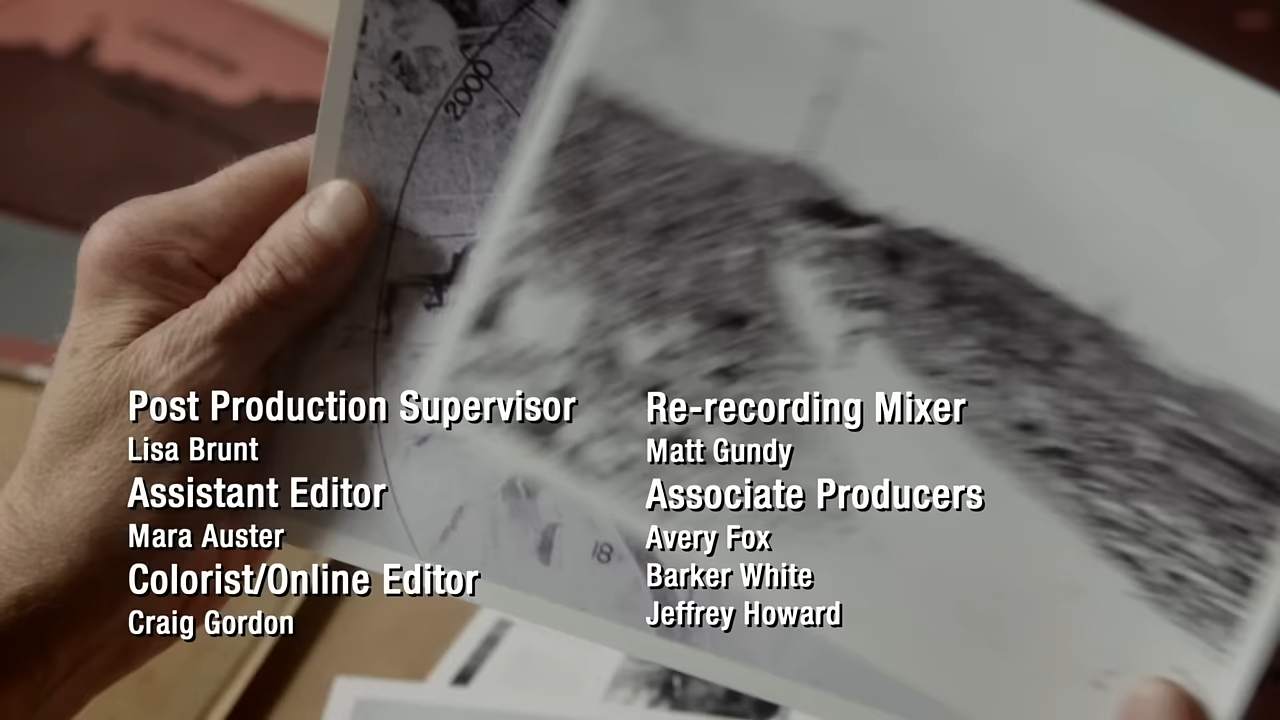 2000
18
Post Production Supervisor
Lisa Brunt
Assistant Editor
Mara Auster
Colorist/Online Editor
Craig Gordon
Re-recording Mixer
Matt Gundy
Associate Producers
Avery Fox
Barker White
Jeffrey Howard